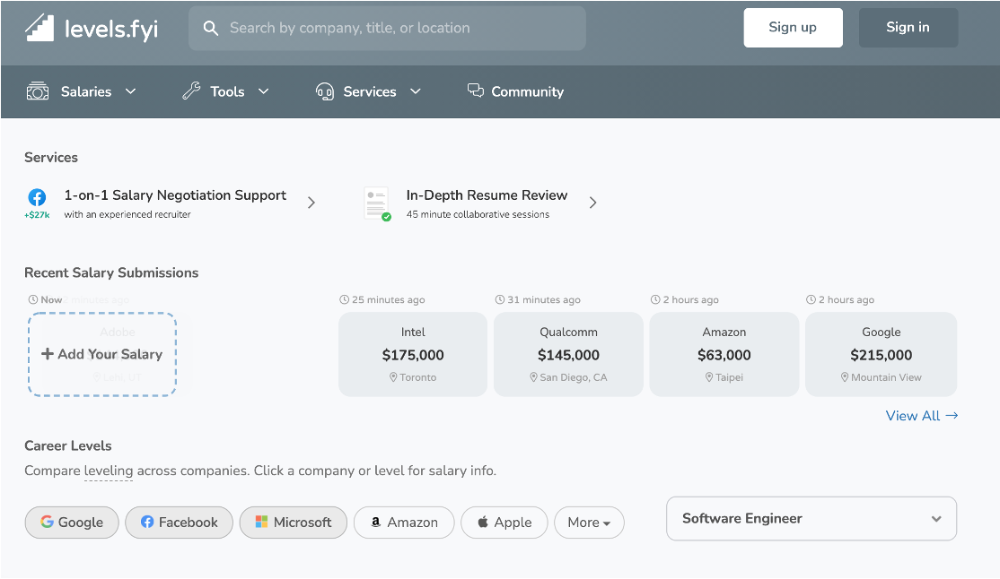 levels.fyi
Search by company, title, or location
Sign up
Sign in
Salaries
Tools
Services
Community
Services
1-on-1 Salary Negotiation Support
+$27k
with an experienced recruiter
In-Depth Resume Review
45 minute collaborative sessions
Recent Salary Submissions
Now
minutes ago
Adobe
+ Add Your Salary
25 minutes ago
Intel
$175,000
Toronto
31 minutes ago
Qualcomm
$145,000
San Diego, CA
2 hours ago
Amazon
$63,000
Taipei
2 hours ago
Google
$215,000
Mountain View
View All →
Career Levels
Compare leveling across companies. Click a company or level for salary info.
Google
Facebook
Microsoft
Amazon
Apple
More
Software Engineer